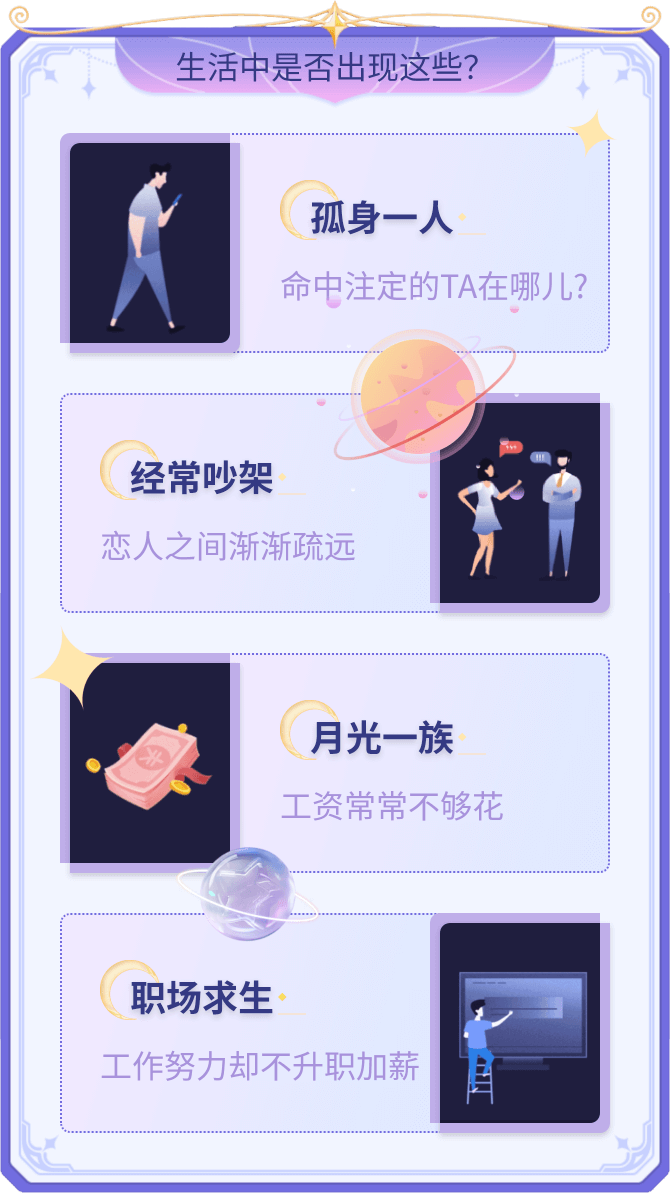 生活中是否出现这些？
孤身一人
命中注定的TA在哪儿?
经常吵架
恋人之间渐渐疏远
月光一族
工资常常不够花
职场求生
工作努力却不升职加薪